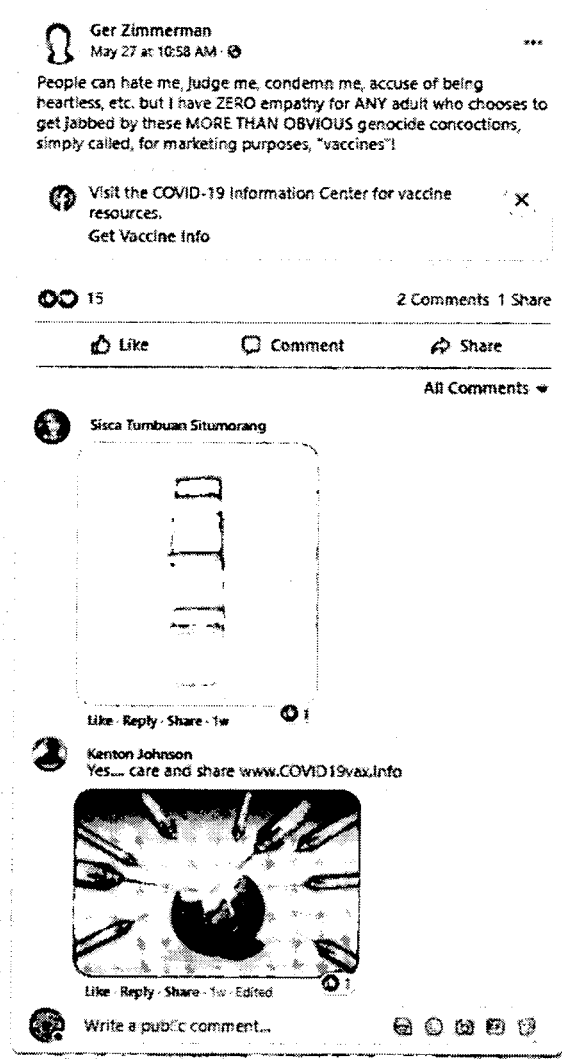 Ger Zimmerman
May 27 at 10:58 AM ·
People can hate me, judge me, condemn me, accuse of being
heartless, etc. but I have ZERO empathy for ANY adult who chooses to
get jabbed by these MORE THAN OBVIOUS genocide concoctions,
simply called, for marketing purposes, "vaccines"!
Visit the COVID-19 Information Center for vaccine
resources.
Get Vaccine Info
15
2 Comments 1 Share
Like Comment Share
All Comments
Sisca Tumbuan Situmorang
Like · Reply · Share · 1w
1
Kenton Johnson
Yes.... care and share www.COVID19vax.info
Like · Reply · Share · 1w · Edited
1
Write a public comment...